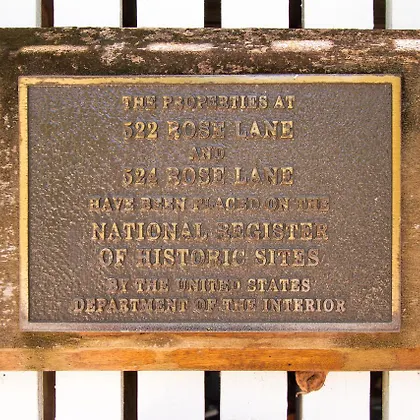 THE PROPERTIES AT
522 ROSE LANE
AND
524 ROSE LANE
HAVE BEEN PLACED ON THE
NATIONAL REGISTER
OF HISTORIC SITES
BY THE UNITED STATES
DEPARTMENT OF THE INTERIOR